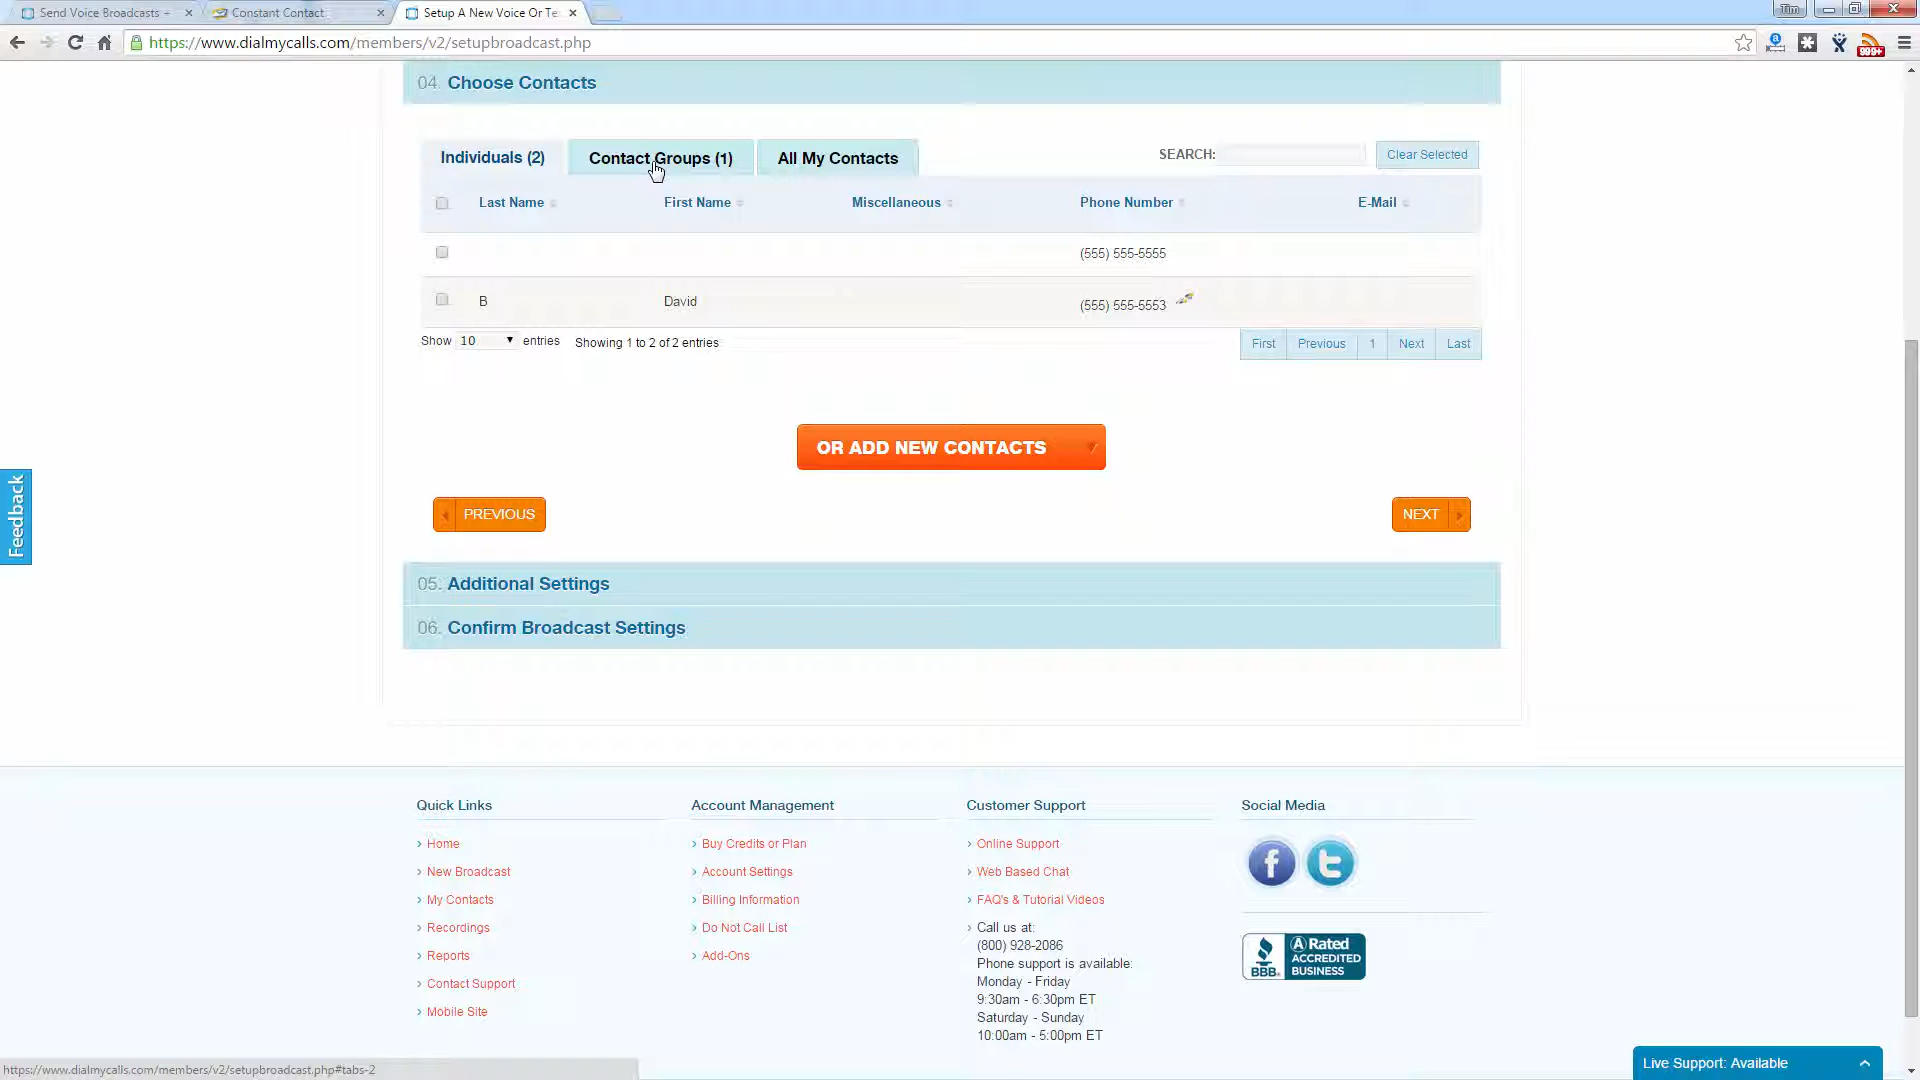 Send Voice Broadcasts -
Constant Contact
Setup A New Voice Or Te
Tim
https://www.dialmycalls.com/members/v2/setupbroadcast.php
999+
04. Choose Contacts
Individuals (2)
Contact Groups (1)
All My Contacts
SEARCH:
Clear Selected
Last Name
First Name
Miscellaneous
Phone Number
E-Mail
(555) 555-5555
B
David
(555) 555-5553
Show 10 entries
Showing 1 to 2 of 2 entries
First
Previous
1
Next
Last
OR ADD NEW CONTACTS
PREVIOUS
NEXT
Feedback
05. Additional Settings
06. Confirm Broadcast Settings
Quick Links
Home
New Broadcast
My Contacts
Recordings
Reports
Contact Support
Mobile Site
Account Management
Buy Credits or Plan
Account Settings
Billing Information
Do Not Call List
Add-Ons
Customer Support
Online Support
Web Based Chat
FAQ's & Tutorial Videos
Call us at:
(800) 928-2086
Phone support is available:
Monday - Friday
9:30am - 6:30pm ET
Saturday - Sunday
10:00am - 5:00pm ET
Social Media
f
t
BBB.
A Rated
ACCREDITED
BUSINESS
https://www.dialmycalls.com/members/v2/setupbroadcast.php#tabs-2
Live Support: Available